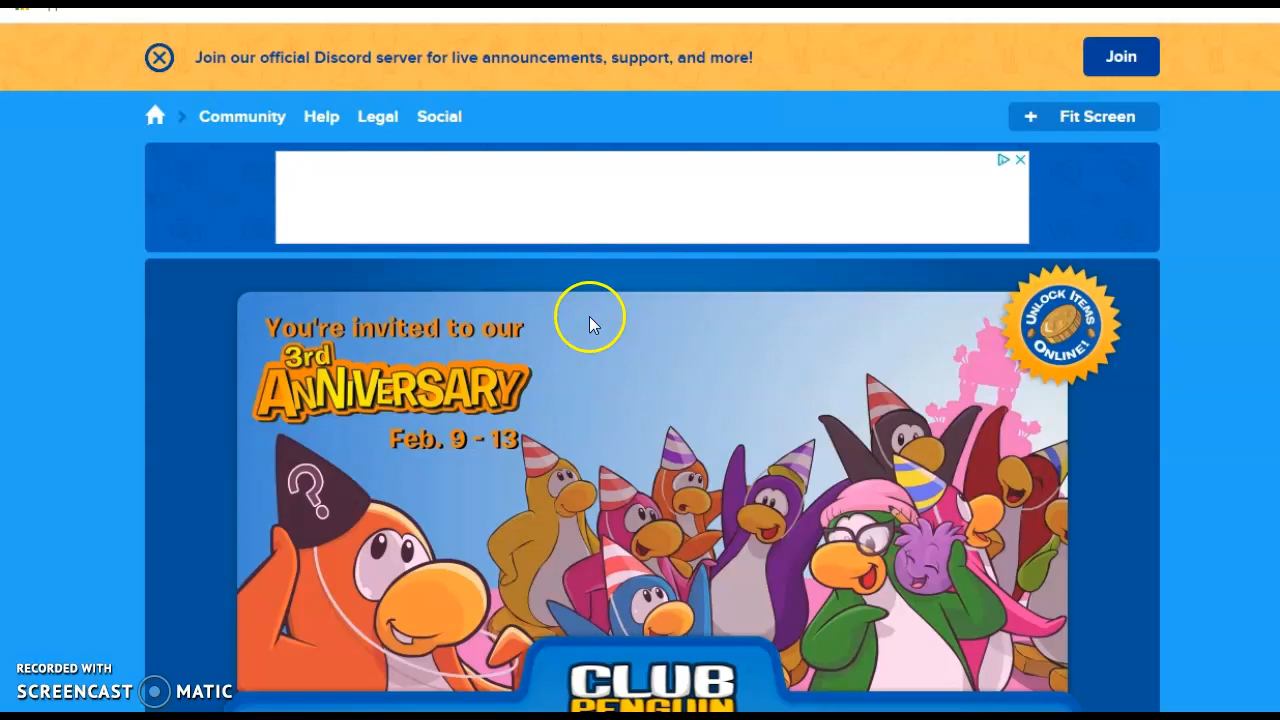 Join our official Discord server for live announcements, support, and more!
Join
Community Help Legal Social
+ Fit Screen
UNLOCK ITEMS
ONLINE!
You're invited to our
3rd
ANNIVERSARY
Feb. 9 - 13
?
CLUB
PENGUIN
RECORDED WITH
SCREENCAST MATIC